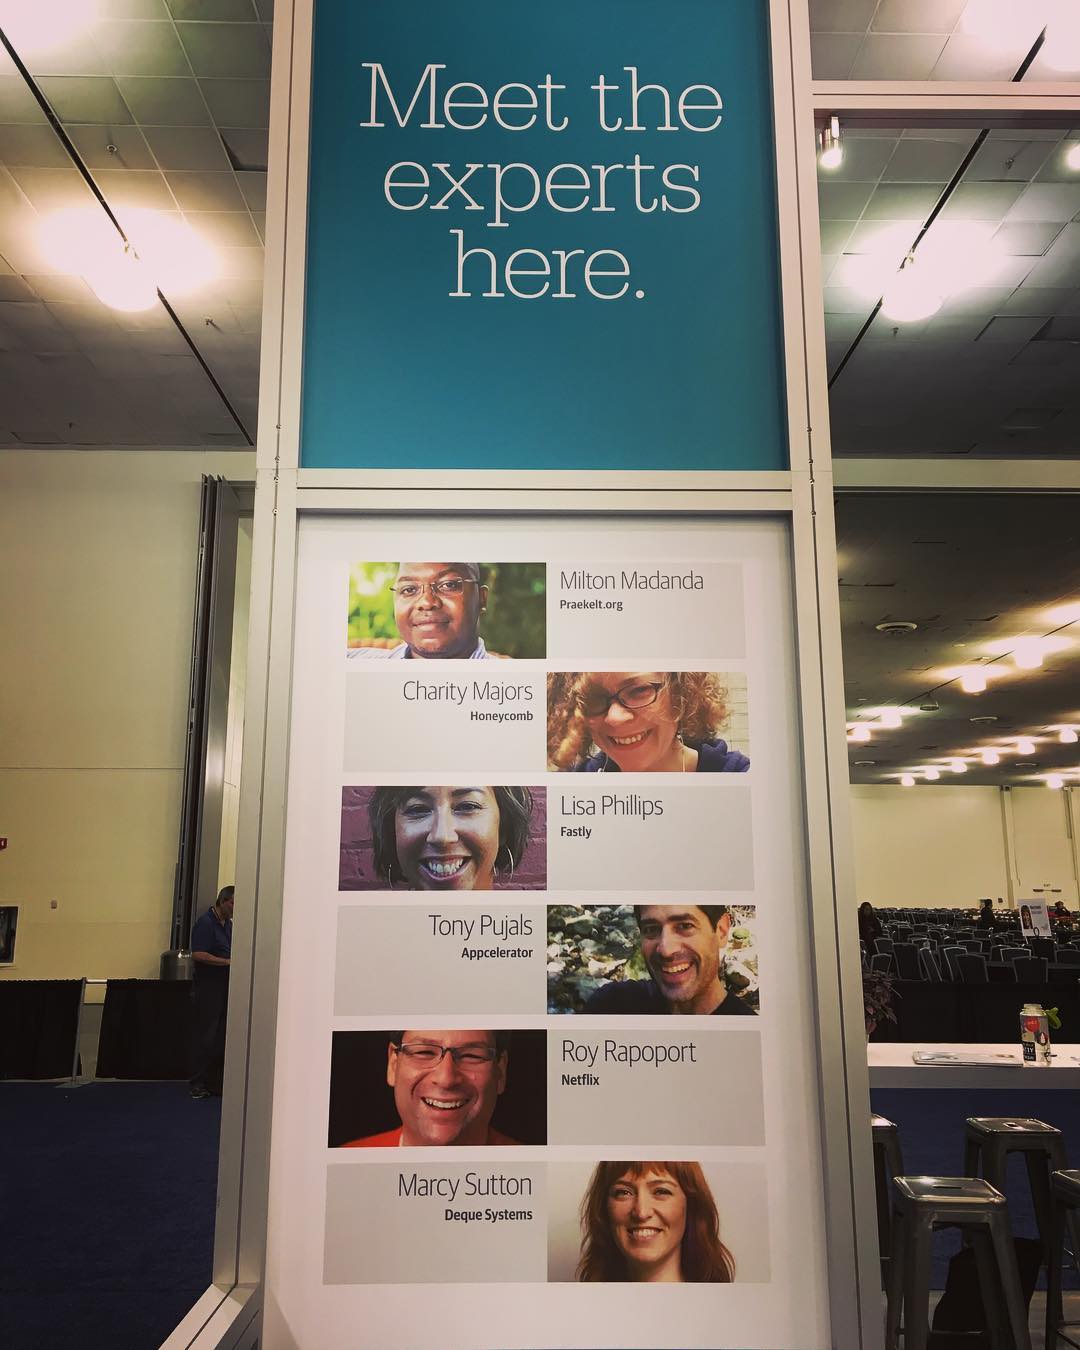 Meet the
experts
here.
Milton Madanda
Praekelt.org
Charity Majors
Honeycomb
Lisa Phillips
Fastly
Tony Pujals
Appcelerator
Roy Rapoport
Netflix
Marcy Sutton
Deque Systems